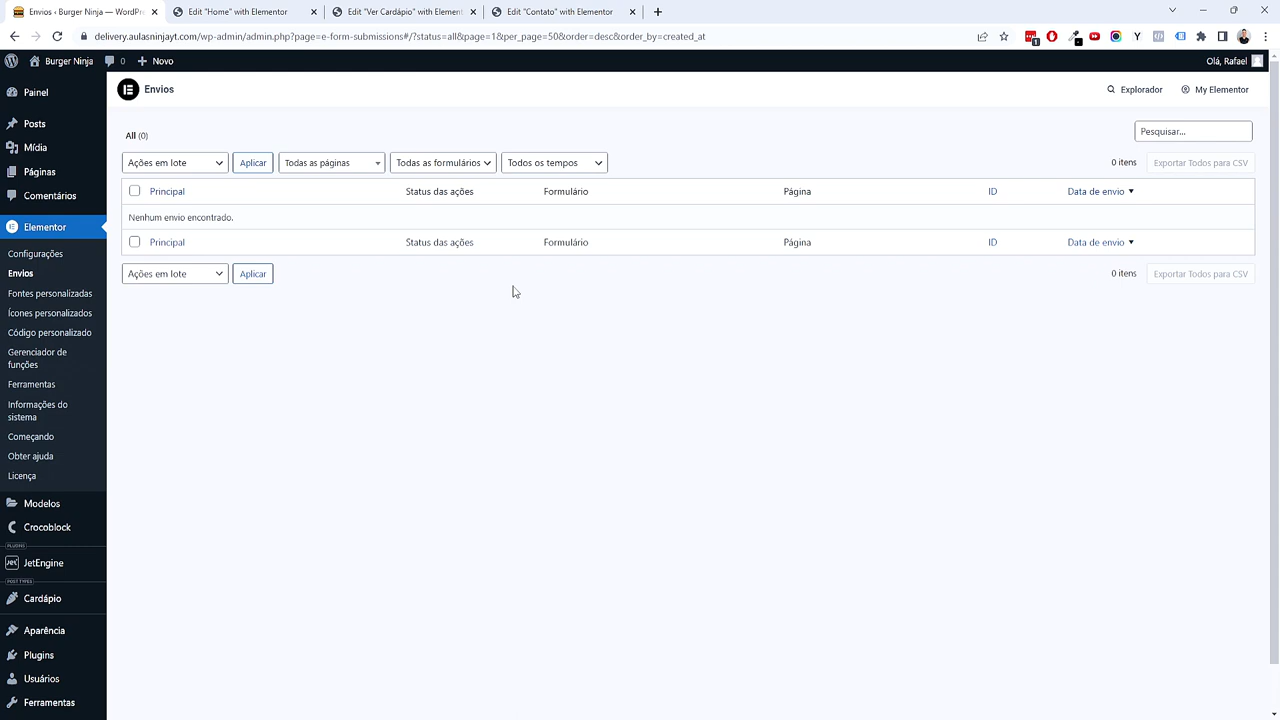 Envios ‹ Burger Ninja — WordPre
Edit "Home" with Elementor
Edit "Ver Cardápio" with Elemen
Edit "Contato" with Elementor
delivery.aulasninjayt.com/wp-admin/admin.php?page=e-form-submissions#/?status=all&page=1&per_page=50&order=desc&order_by=created_at
Burger Ninja
0
Novo
Olá, Rafael
Painel
Posts
Mídia
Páginas
Comentários
Elementor
Configurações
Envios
Fontes personalizadas
Ícones personalizados
Código personalizado
Gerenciador de
funções
Ferramentas
Informações do
sistema
Começando
Obter ajuda
Licença
Modelos
Crocoblock
PLUGINS
JetEngine
POST TYPES
Cardápio
Aparência
Plugins
Usuários
Ferramentas
Envios
Explorador
My Elementor
All (0)
Pesquisar...
Ações em lote
Aplicar
Todas as páginas
Todas as formulários
Todos os tempos
0 itens
Exportar Todos para CSV
Principal
Status das ações
Formulário
Página
ID
Data de envio
Nenhum envio encontrado.
Principal
Status das ações
Formulário
Página
ID
Data de envio
Ações em lote
Aplicar
0 itens
Exportar Todos para CSV